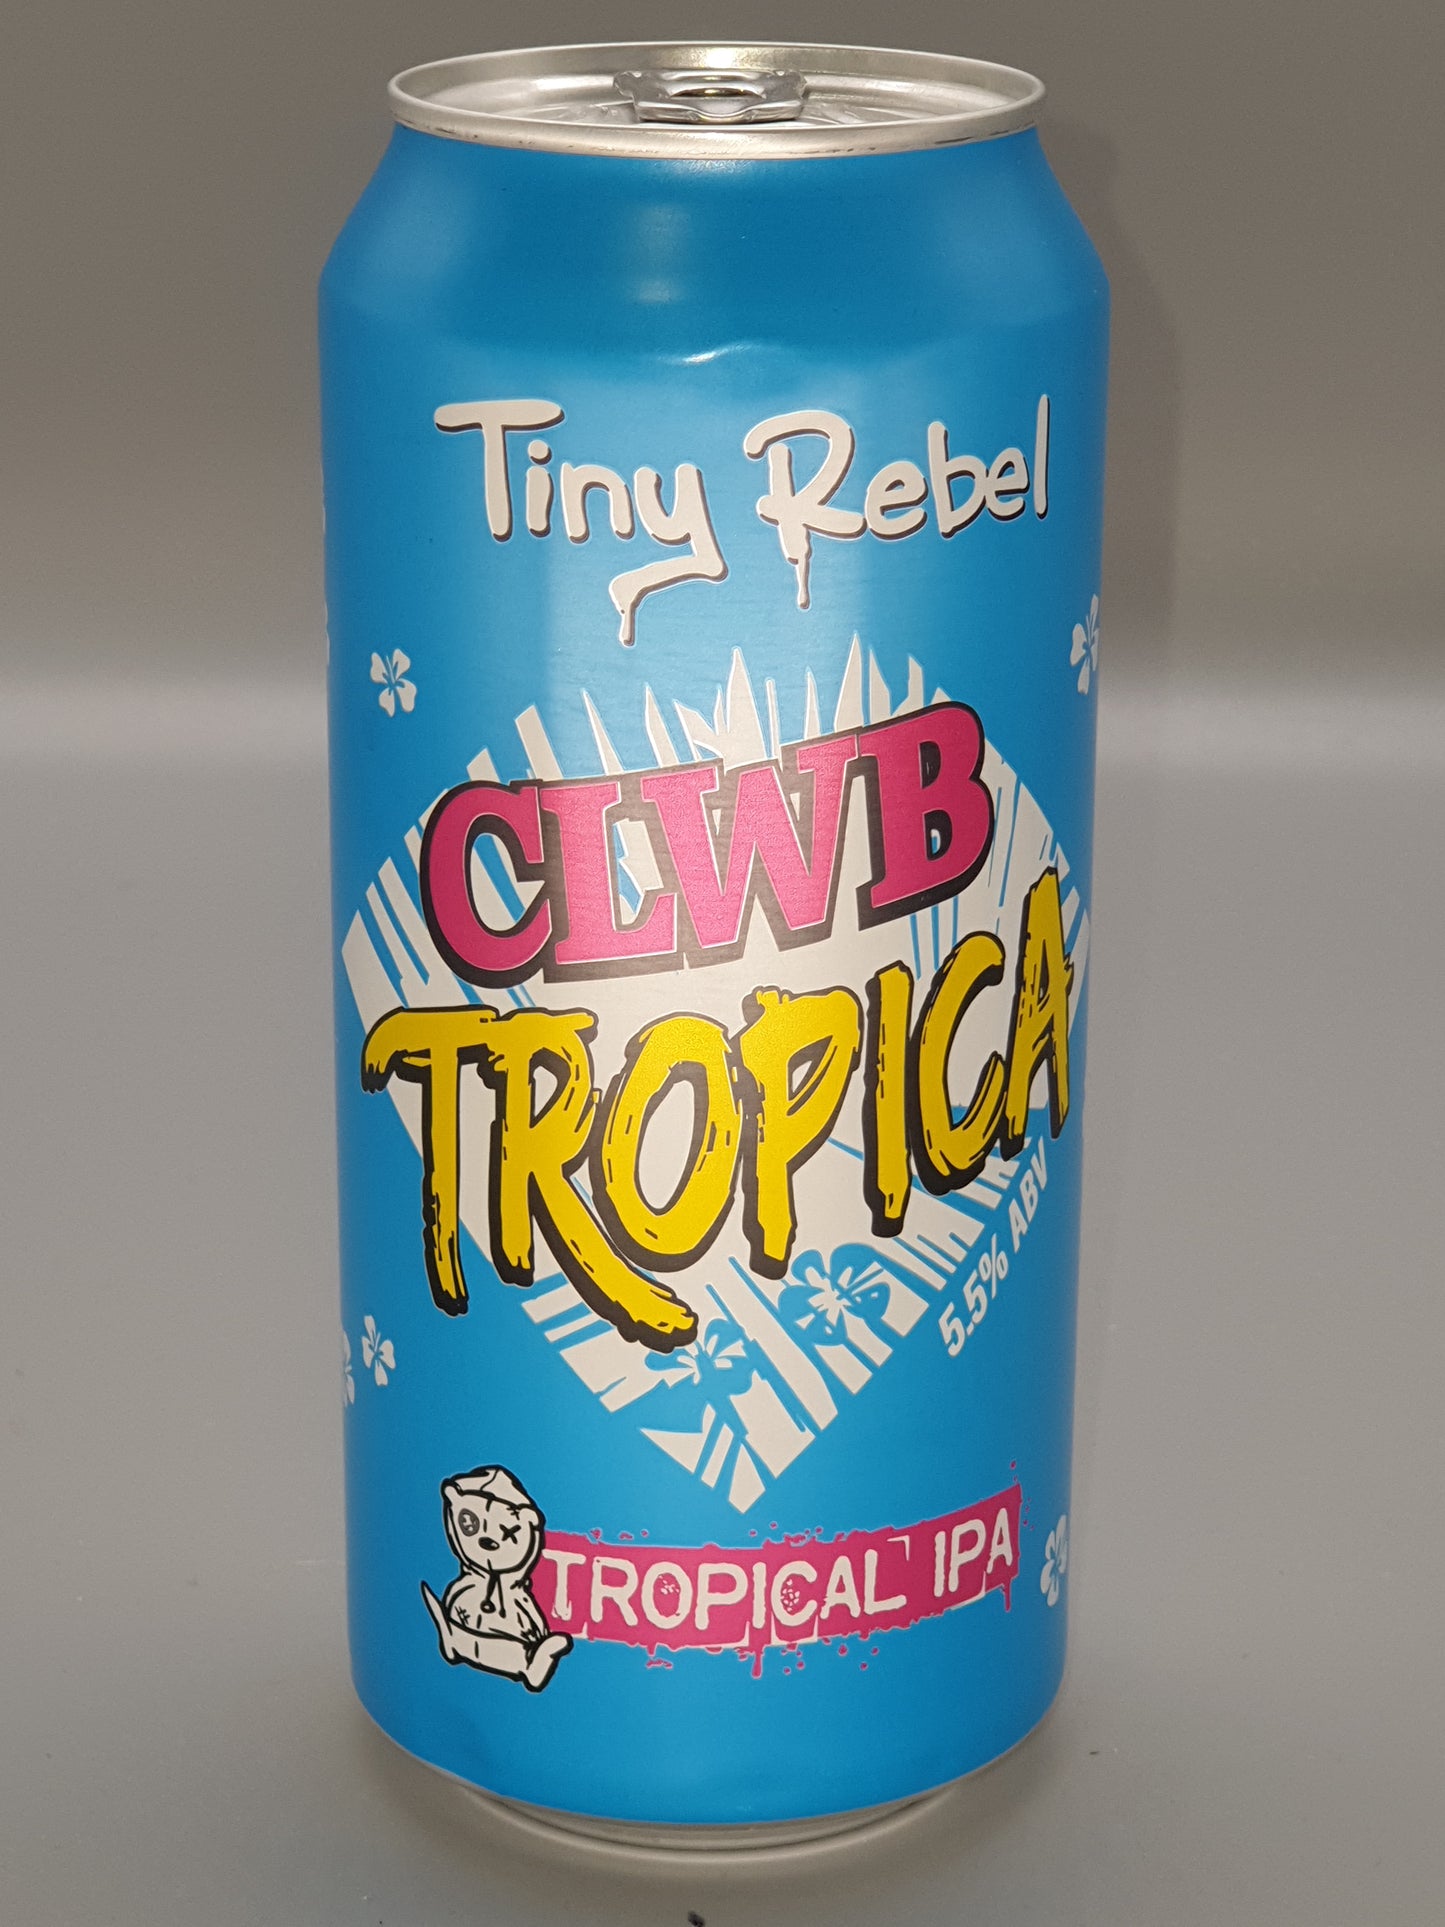 Tiny Rebel
CLWB
TROPICA
5.5% ABV
TROPICAL IPA